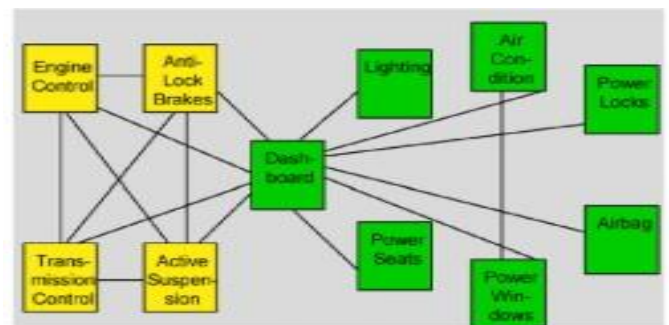 Engine
Control
Anti-
Lock
Brakes
Lighting
Air
Con-
dition
Power
Locks
Dash-
board
Trans-
mission
Control
Active
Suspen-
sion
Power
Seats
Power
Win-
dows
Airbag